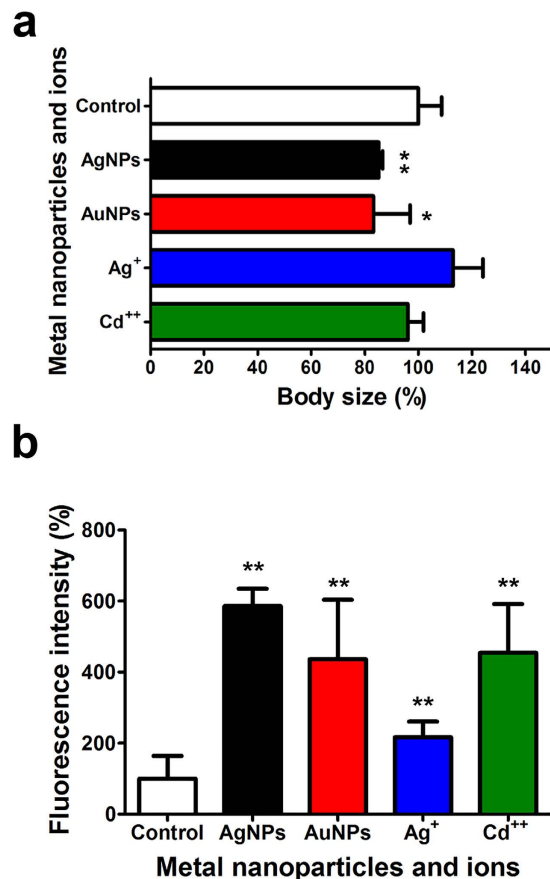 a
Metal nanoparticles and ions
Control
AgNPs
**
AuNPs
*
Ag⁺
Cd⁺⁺
0 20 40 60 80 100 120 140
Body size (%)
b
Fluorescence intensity (%)
800
600
400
200
0
** ** ** **
Control AgNPs AuNPs Ag⁺ Cd⁺⁺
Metal nanoparticles and ions